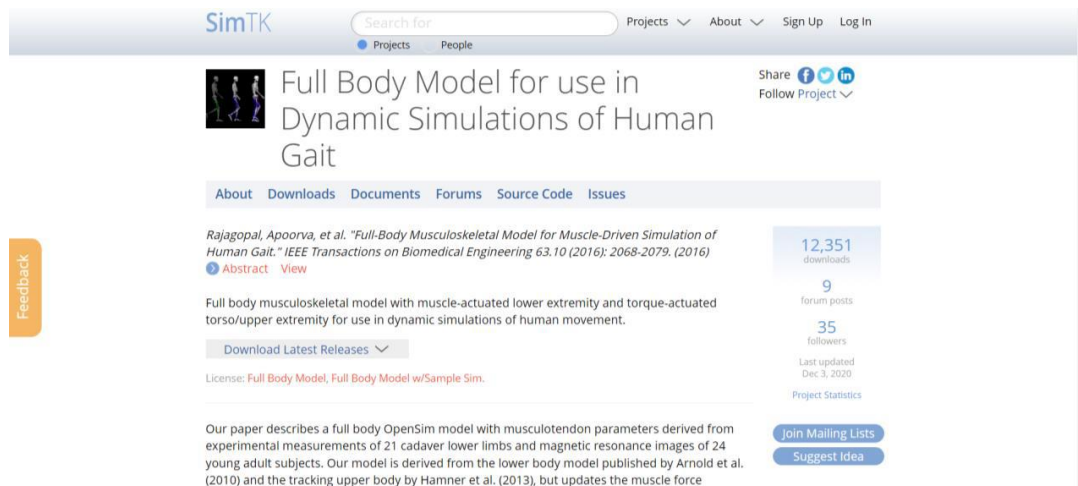 SimTK
Search for
Projects About Sign Up Log In
Projects People
Full Body Model for use in
Dynamic Simulations of Human
Gait
Share
Follow Project
About Downloads Documents Forums Source Code Issues
Rajagopal, Apoorva, et al. "Full-Body Musculoskeletal Model for Muscle-Driven Simulation of
Human Gait." IEEE Transactions on Biomedical Engineering 63.10 (2016): 2068-2079. (2016)
Abstract View
Full body musculoskeletal model with muscle-actuated lower extremity and torque-actuated
torso/upper extremity for use in dynamic simulations of human movement.
Download Latest Releases
License: Full Body Model, Full Body Model w/Sample Sim.
Our paper describes a full body OpenSim model with musculotendon parameters derived from
experimental measurements of 21 cadaver lower limbs and magnetic resonance images of 24
young adult subjects. Our model is derived from the lower body model published by Arnold et al.
(2010) and the tracking upper body by Hamner et al. (2013), but updates the muscle force
12,351
downloads
9
forum posts
35
followers
Last updated
Dec 3, 2020
Project Statistics
Join Mailing Lists
Suggest Idea
Feedback